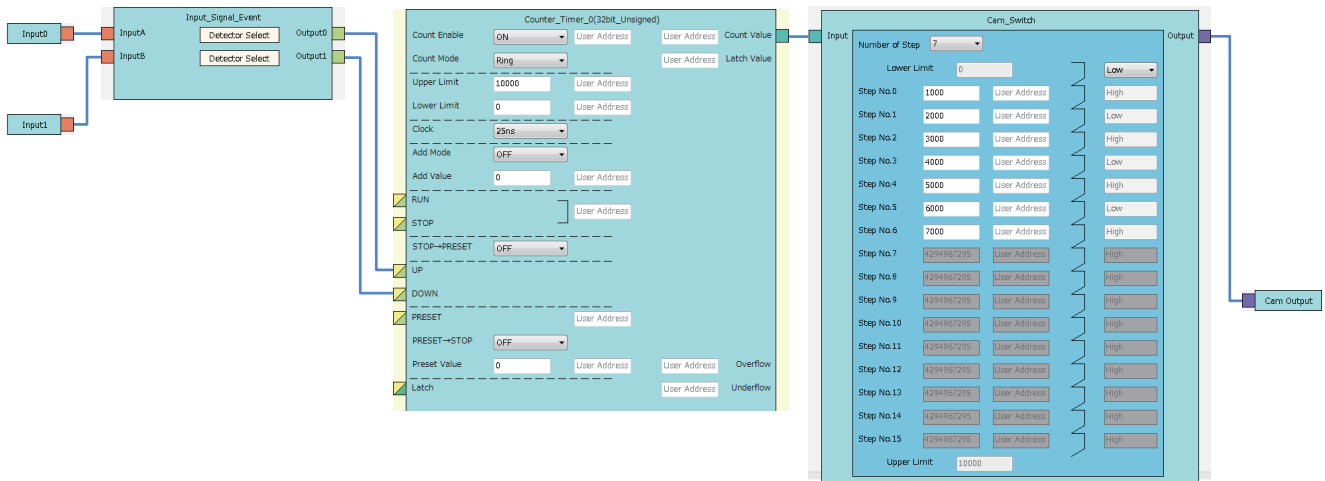 Input0
Input1
Input_Signal_Event
InputA Detector Select Output0
InputB Detector Select Output1
Counter_Timer_0(32bit_Unsigned)
Count Enable ON User Address User Address Count Value
Count Mode Ring User Address Latch Value
Upper Limit 10000 User Address
Lower Limit 0 User Address
Clock 25ns
Add Mode OFF
Add Value 0 User Address
RUN
User Address
STOP
STOP→PRESET OFF
UP
DOWN
PRESET User Address
PRESET→STOP OFF
Preset Value 0 User Address User Address Overflow
Latch User Address Underflow
Cam_Switch
Input Output
Number of Step 7
Lower Limit 0 Low
Step No.0 1000 User Address High
Step No.1 2000 User Address Low
Step No.2 3000 User Address High
Step No.3 4000 User Address Low
Step No.4 5000 User Address High
Step No.5 6000 User Address Low
Step No.6 7000 User Address High
Step No.7 4294967295 User Address High
Step No.8 4294967295 User Address High
Step No.9 4294967295 User Address High
Step No.10 4294967295 User Address High
Step No.11 4294967295 User Address High
Step No.12 4294967295 User Address High
Step No.13 4294967295 User Address High
Step No.14 4294967295 User Address High
Step No.15 4294967295 User Address High
Upper Limit 10000
Cam Output